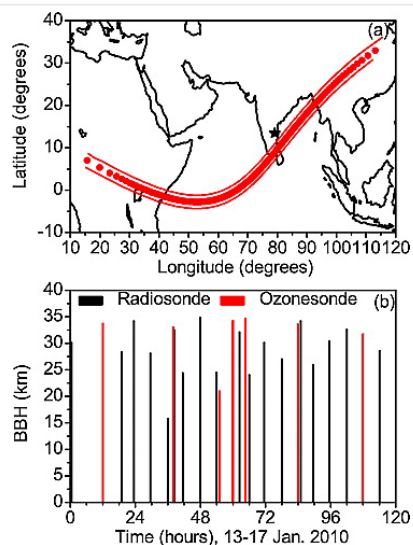 40
(a)
30
20
10
0
-10
Latitude (degrees)
10 20 30 40 50 60 70 80 90 100 110 120
Longitude (degrees)
40
Radiosonde Ozonesonde (b)
35
30
25
20
15
10
5
0
BBH (km)
0 24 48 72 96 120
Time (hours), 13-17 Jan. 2010